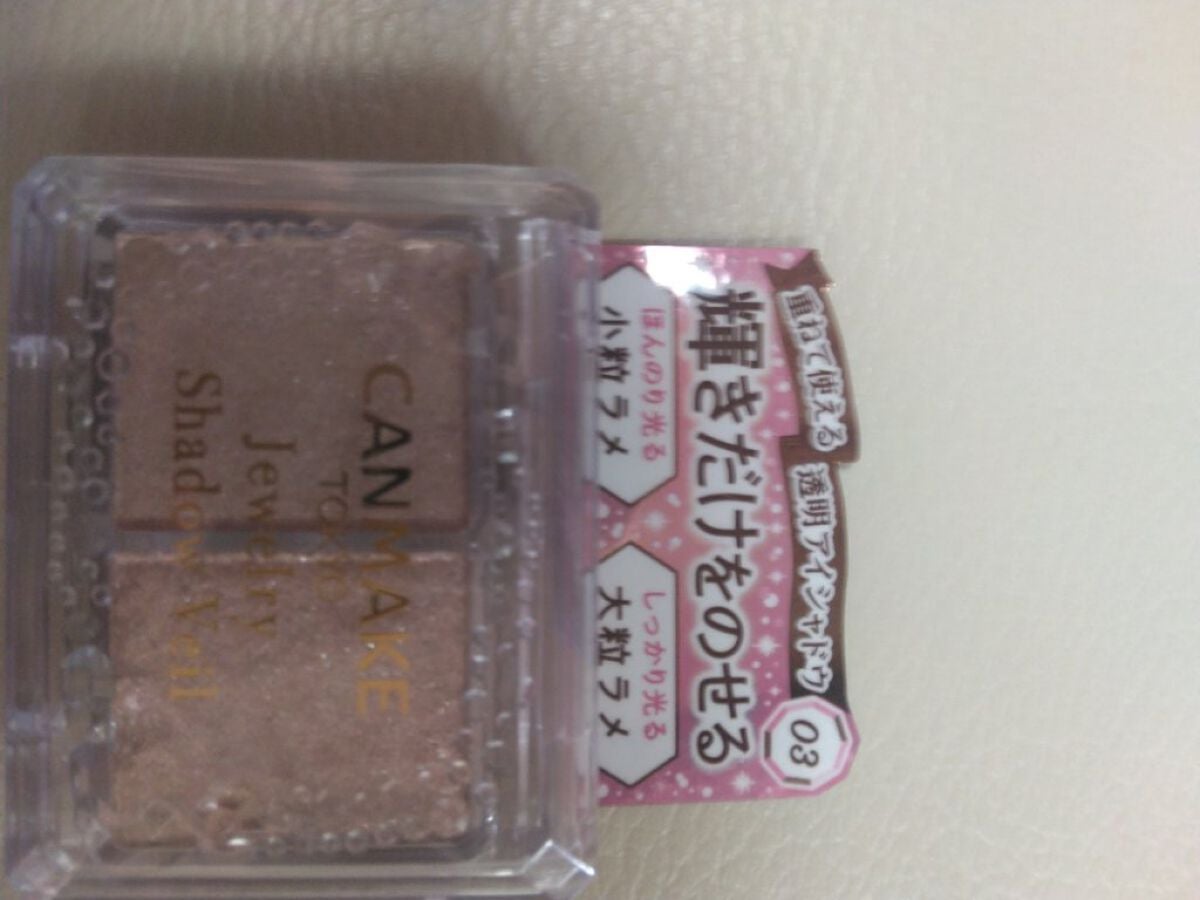 重ねて使える
透明アイシャドウ
03
輝きだけをのせる
ほんのり光る
小粒ラメ
しっかり光る
大粒ラメ
CANMAKE
TOKYO
Jewelry
Shadow Veil